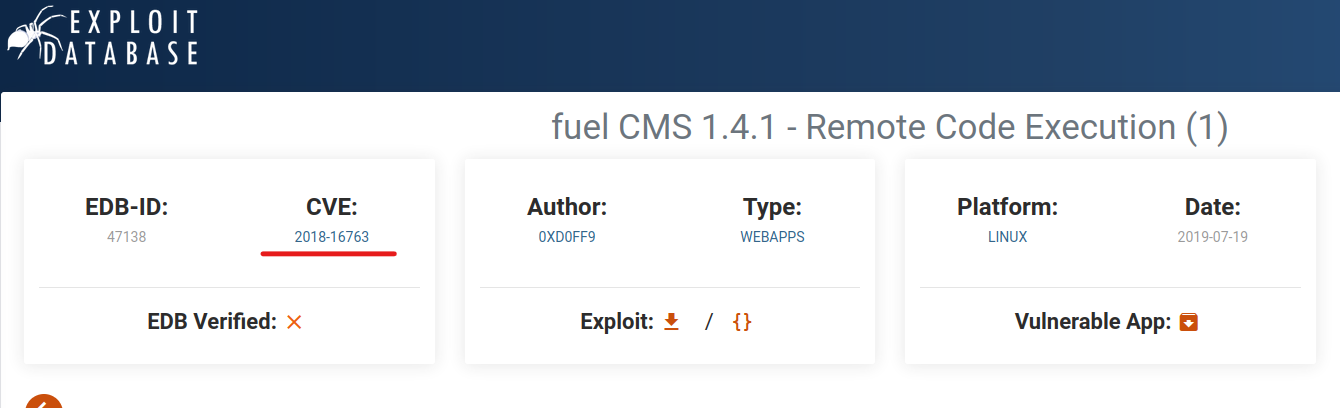 EXPLOIT
DATABASE
fuel CMS 1.4.1 - Remote Code Execution (1)
EDB-ID:
47138
CVE:
2018-16763
Author:
0XD0FF9
Type:
WEBAPPS
Platform:
LINUX
Date:
2019-07-19
EDB Verified:
Exploit: / {}
Vulnerable App: